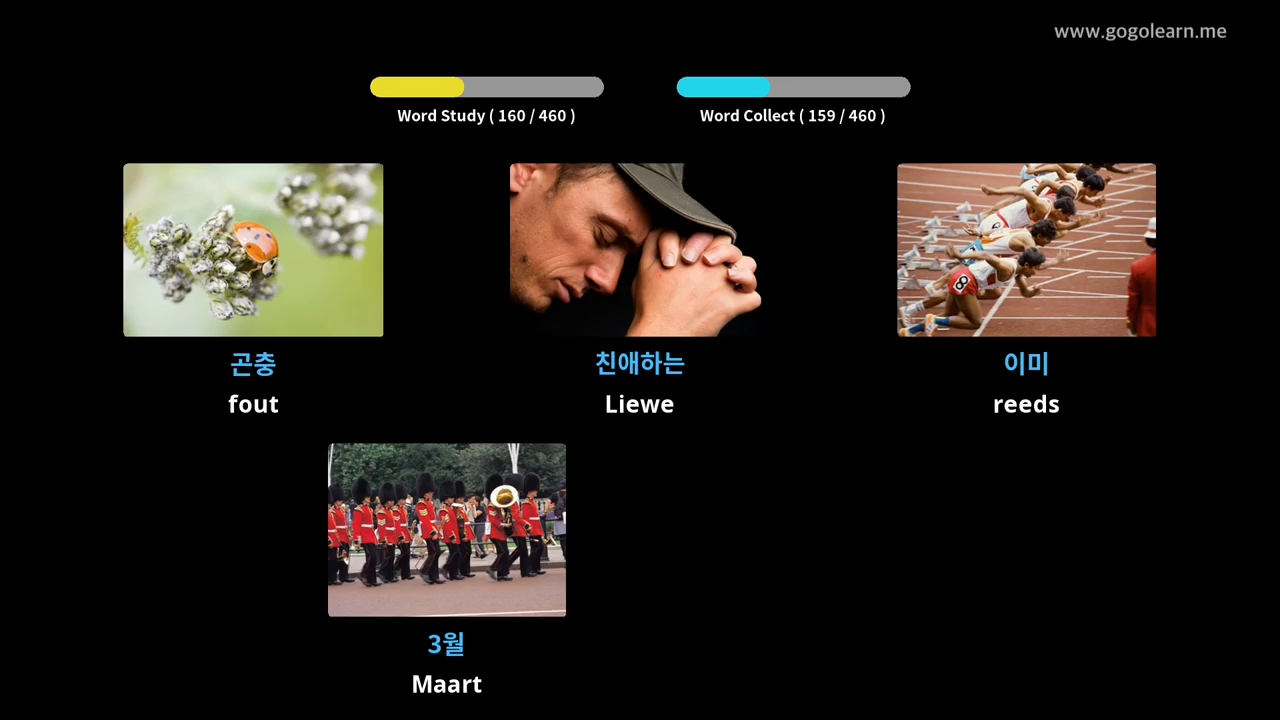 www.gogolearn.me
Word Study ( 160 / 460 )
Word Collect ( 159 / 460 )
곤충
fout
친애하는
Liewe
이미
reeds
3월
Maart